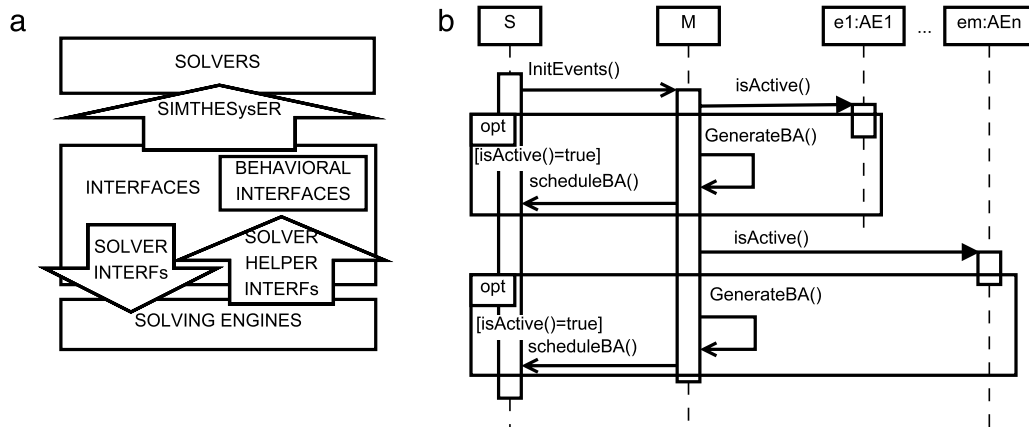 a
SOLVERS
SIMTHESysER
INTERFACES
BEHAVIORAL
INTERFACES
SOLVER
INTERFs
SOLVER
HELPER
INTERFs
SOLVING ENGINES
b
S
M
e1:AE1
...
em:AEn
InitEvents()
isActive()
opt
GenerateBA()
[isActive()=true]
scheduleBA()
isActive()
opt
GenerateBA()
[isActive()=true]
scheduleBA()